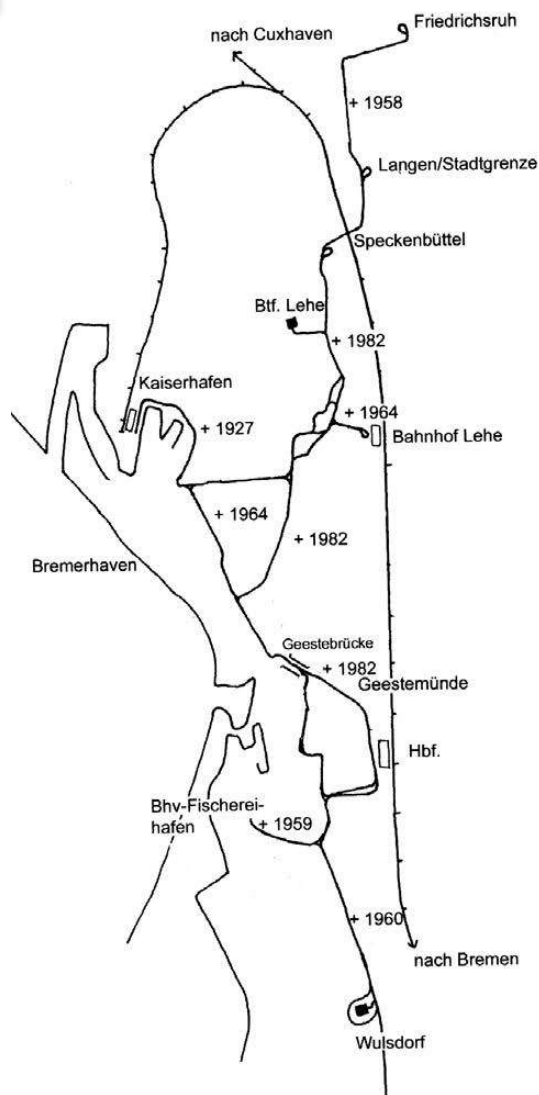 Friedrichsruh
nach Cuxhaven
+ 1958
Langen/Stadtgrenze
Speckenbüttel
Btf. Lehe
+ 1982
Kaiserhafen
+ 1964
+ 1927
Bahnhof Lehe
+ 1964
+ 1982
Bremerhaven
Geestebrücke
+ 1982
Geestemünde
Hbf.
Bhv-Fischerei-
hafen
+ 1959
+ 1960
nach Bremen
Wulsdorf